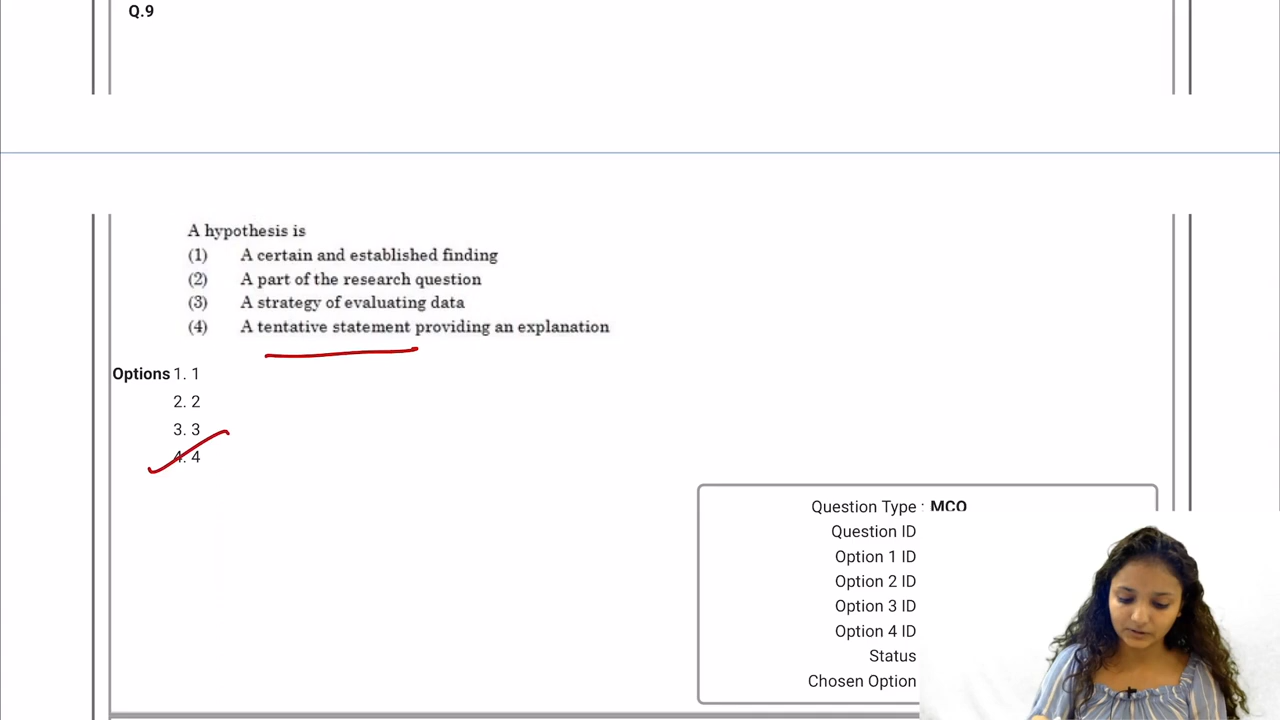 Q.9
A hypothesis is
(1) A certain and established finding
(2) A part of the research question
(3) A strategy of evaluating data
(4) A tentative statement providing an explanation
Options 1. 1
2. 2
3. 3
4. 4
Question Type : MCQ
Question ID
Option 1 ID
Option 2 ID
Option 3 ID
Option 4 ID
Status
Chosen Option